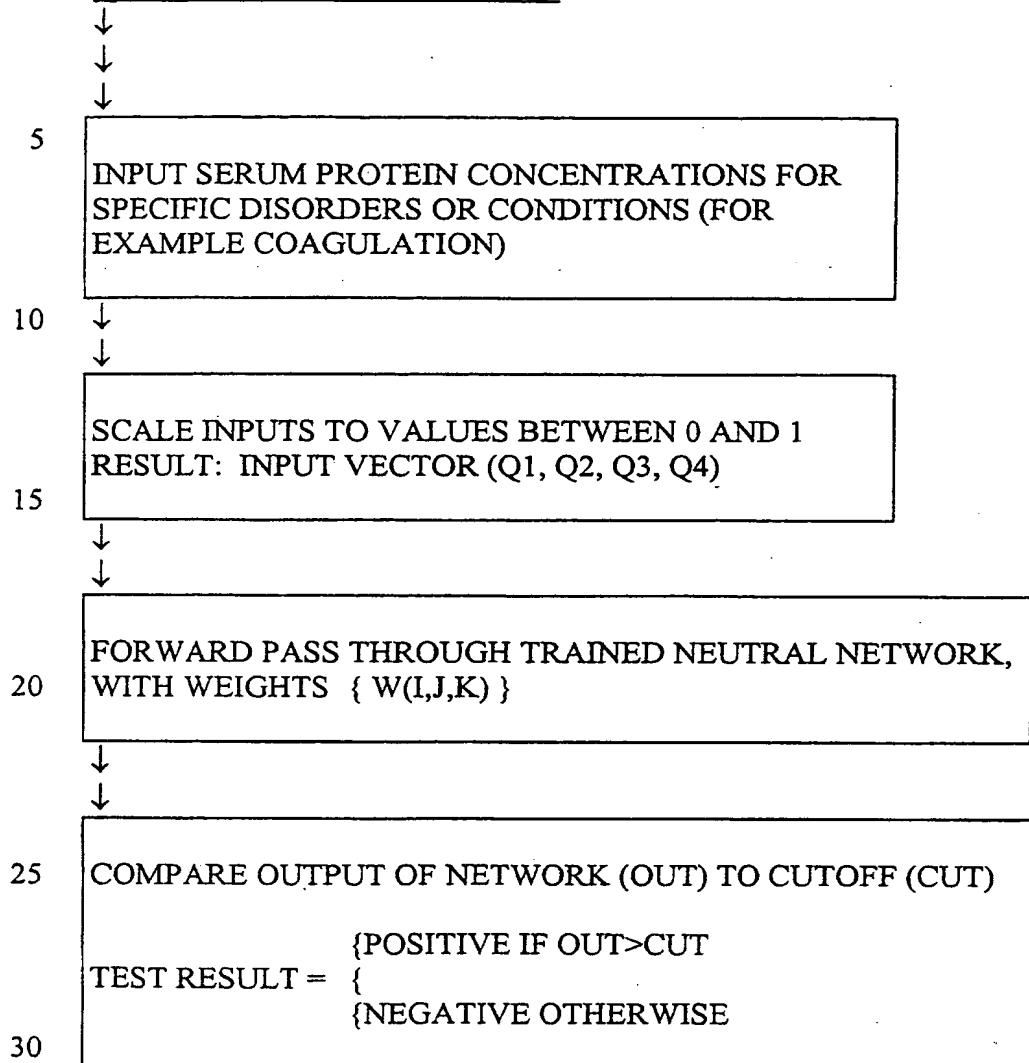 ↓
↓
↓
5
INPUT SERUM PROTEIN CONCENTRATIONS FOR
SPECIFIC DISORDERS OR CONDITIONS (FOR
EXAMPLE COAGULATION)
10 ↓
↓
SCALE INPUTS TO VALUES BETWEEN 0 AND 1
RESULT: INPUT VECTOR (Q1, Q2, Q3, Q4)
15
↓
↓
FORWARD PASS THROUGH TRAINED NEUTRAL NETWORK,
20 WITH WEIGHTS { W(I,J,K) }
↓
↓
25 COMPARE OUTPUT OF NETWORK (OUT) TO CUTOFF (CUT)
{POSITIVE IF OUT>CUT
TEST RESULT = {
{NEGATIVE OTHERWISE
30